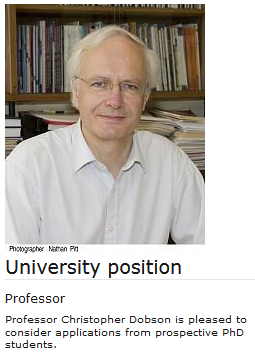 Photographer Nathan Pitt
University position
Professor
Professor Christopher Dobson is pleased to
consider applications from prospective PhD
students.